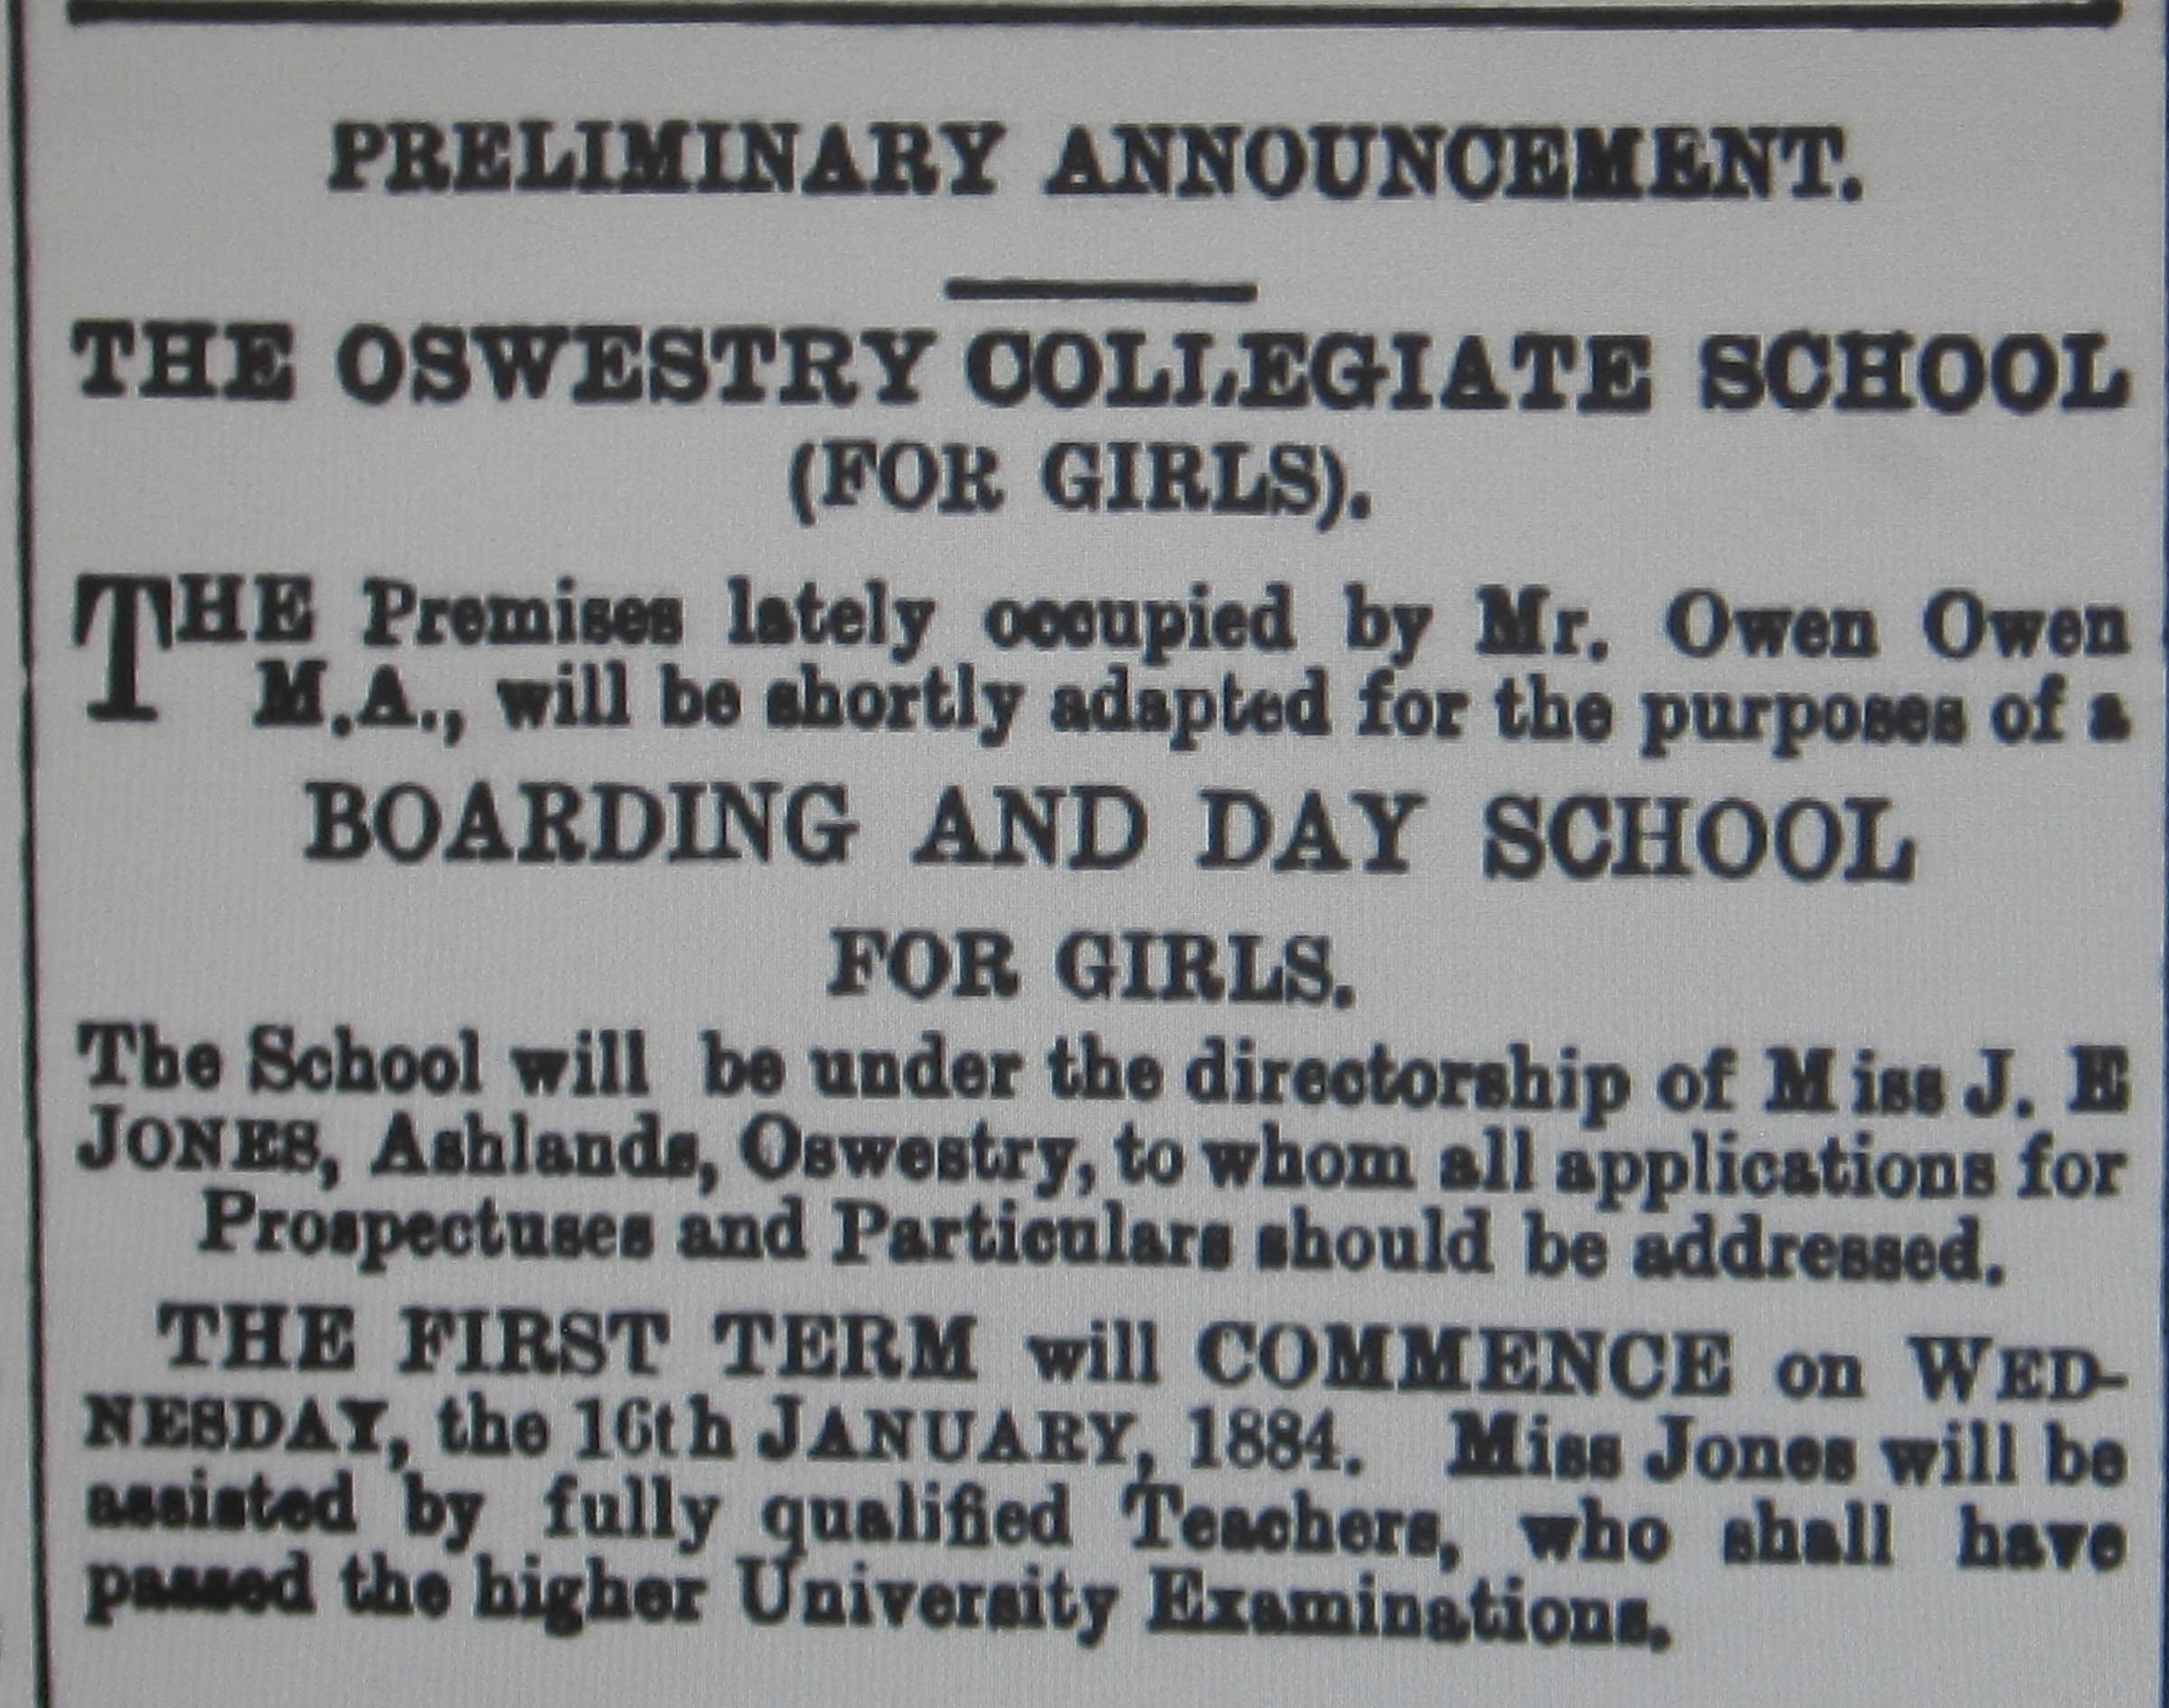 PRELIMINARY ANNOUNCEMENT.
THE OSWESTRY COLLEGIATE SCHOOL
(FOR GIRLS).
THE Premises lately occupied by Mr. Owen Owen
M.A., will be shortly adapted for the purposes of a
BOARDING AND DAY SCHOOL
FOR GIRLS.
The School will be under the directorship of Miss J. E
JONES, Ashlands, Oswestry, to whom all applications for
Prospectuses and Particulars should be addressed.
THE FIRST TERM will COMMENCE on WED-
NESDAY, the 16th JANUARY, 1884. Miss Jones will be
assisted by fully qualified Teachers, who shall have
passed the higher University Examinations.